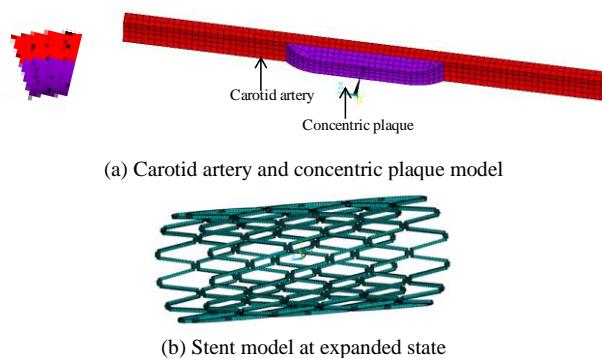 Carotid artery
Concentric plaque
(a) Carotid artery and concentric plaque model
(b) Stent model at expanded state